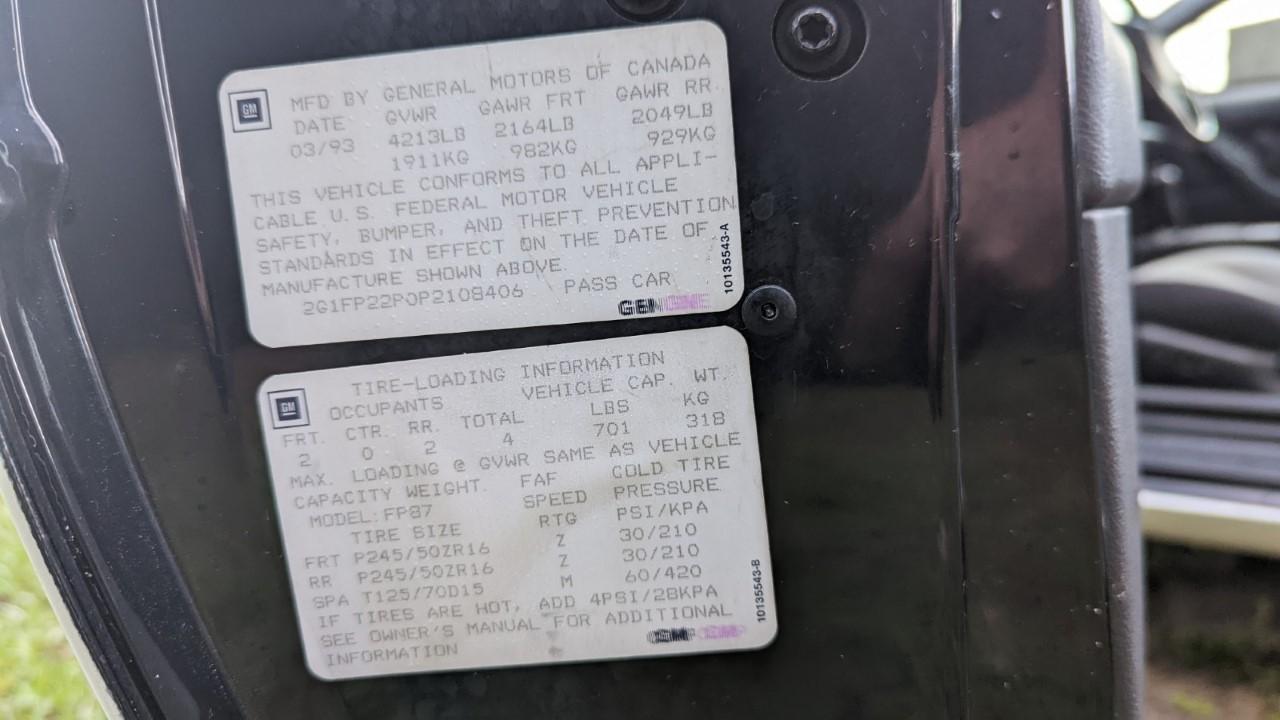 GM
MFD BY GENERAL MOTORS OF CANADA
DATE GVWR GAWR FRT GAWR RR
03/93 4213LB 2164LB 2049LB
1911KG 982KG 929KG
THIS VEHICLE CONFORMS TO ALL APPLI-
CABLE U.S. FEDERAL MOTOR VEHICLE
SAFETY, BUMPER, AND THEFT PREVENTION
STANDARDS IN EFFECT ON THE DATE OF
MANUFACTURE SHOWN ABOVE.
2G1FP22P0P2108406 PASS CAR
GENUINE
10135543-A
GM
TIRE-LOADING INFORMATION
OCCUPANTS VEHICLE CAP. WT.
FRT. CTR. RR. TOTAL LBS KG
2 0 2 4 701 318
MAX. LOADING @ GVWR SAME AS VEHICLE
CAPACITY WEIGHT. FAF COLD TIRE
MODEL:FP87 SPEED PRESSURE
TIRE SIZE RTG PSI/KPA
FRT P245/50ZR16 Z 30/210
RR P245/50ZR16 Z 30/210
SPA T125/70D15 M 60/420
IF TIRES ARE HOT, ADD 4PSI/28KPA
SEE OWNER'S MANUAL FOR ADDITIONAL
INFORMATION
10135543-B